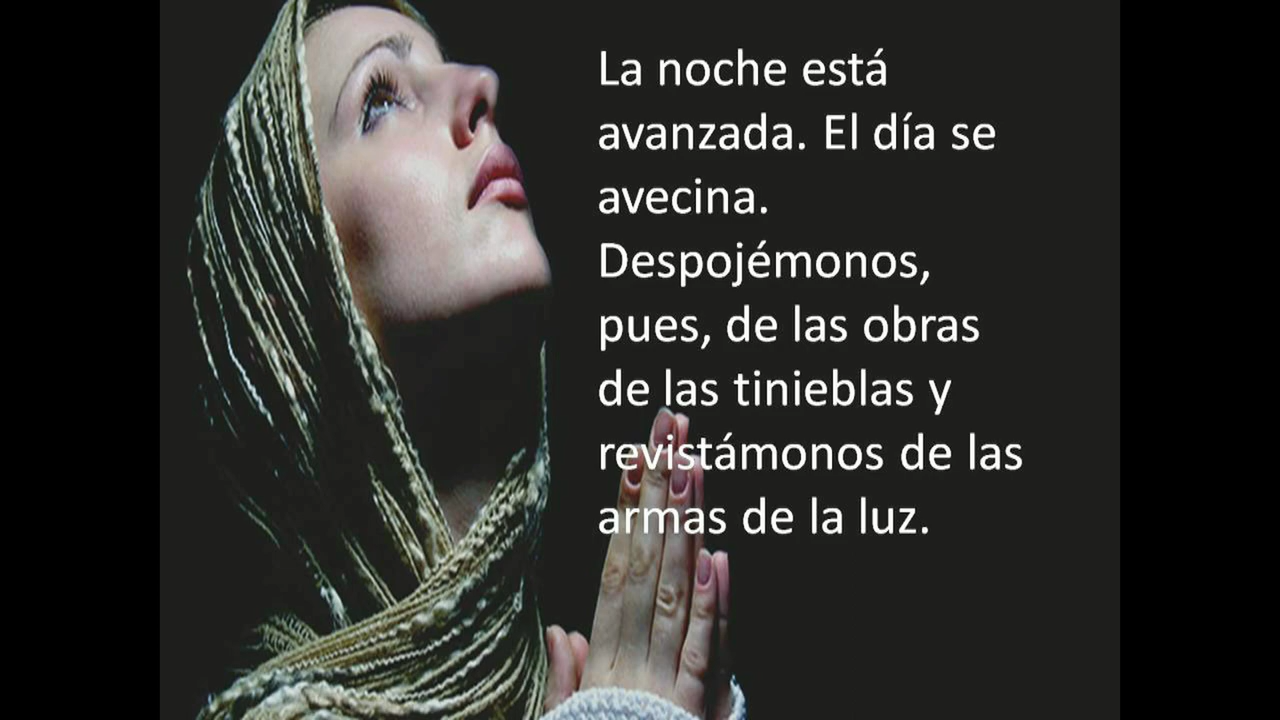 La noche está
avanzada. El día se
avecina.
Despojémonos,
pues, de las obras
de las tinieblas y
revistámonos de las
armas de la luz.